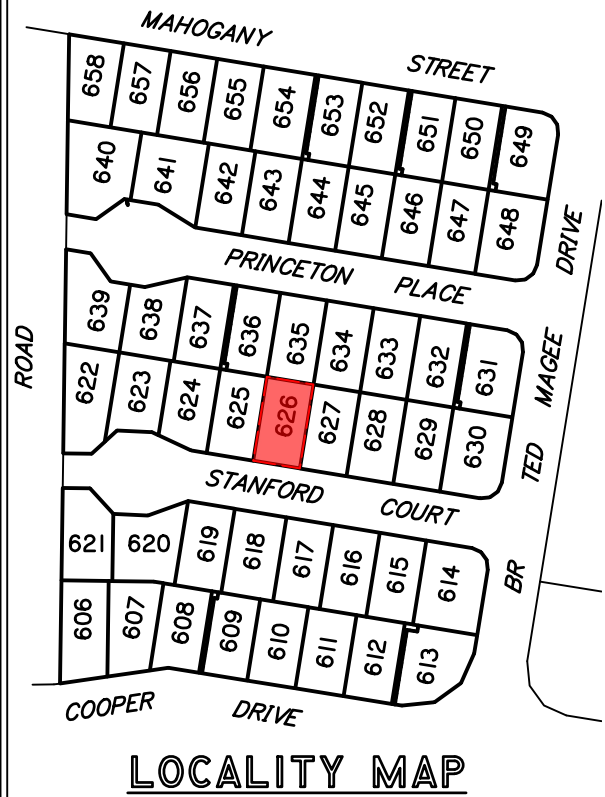 MAHOGANY STREET
658 657 656 655 654 653 652 651 650 649
640 641 642 643 644 645 646 647 648
PRINCETON PLACE
DRIVE
639 638 637 636 635 634 633 632 631
ROAD
MAGEE
622 623 624 625 626 627 628 629 630
TED
STANFORD COURT
621 620 619 618 617 616 615 614
BR
606 607 608 609 610 611 612 613
COOPER DRIVE
LOCALITY MAP